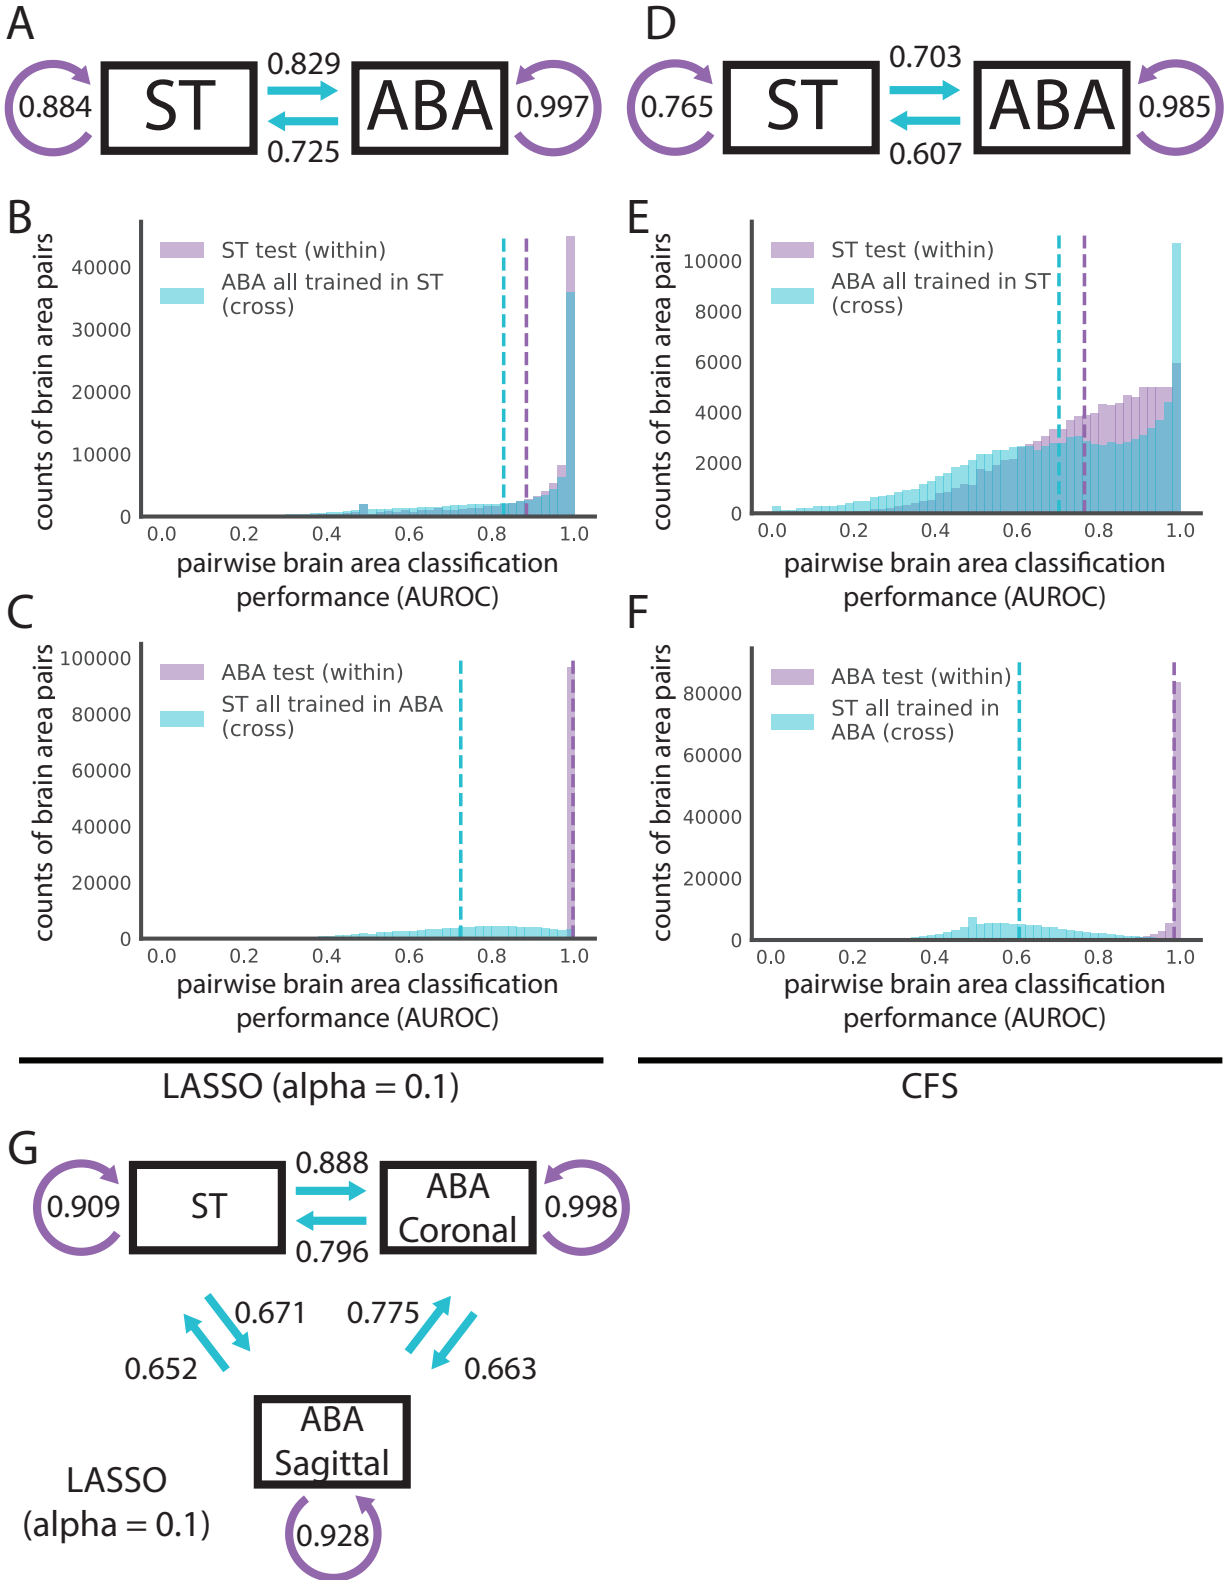 A
0.884
ST
0.829
0.725
ABA
0.997
B
counts of brain area pairs
40000
30000
20000
10000
0
ST test (within)
ABA all trained in ST
(cross)
0.0 0.2 0.4 0.6 0.8 1.0
pairwise brain area classification
performance (AUROC)
C
counts of brain area pairs
100000
80000
60000
40000
20000
0
ABA test (within)
ST all trained in ABA
(cross)
0.0 0.2 0.4 0.6 0.8 1.0
pairwise brain area classification
performance (AUROC)
LASSO (alpha = 0.1)
D
0.765
ST
0.703
0.607
ABA
0.985
E
counts of brain area pairs
10000
8000
6000
4000
2000
0
ST test (within)
ABA all trained in ST
(cross)
0.0 0.2 0.4 0.6 0.8 1.0
pairwise brain area classification
performance (AUROC)
F
counts of brain area pairs
80000
60000
40000
20000
0
ABA test (within)
ST all trained in
ABA (cross)
0.0 0.2 0.4 0.6 0.8 1.0
pairwise brain area classification
performance (AUROC)
CFS
G
0.909
ST
0.888
0.796
ABA
Coronal
0.998
0.671
0.652
0.775
0.663
ABA
Sagittal
0.928
LASSO
(alpha = 0.1)